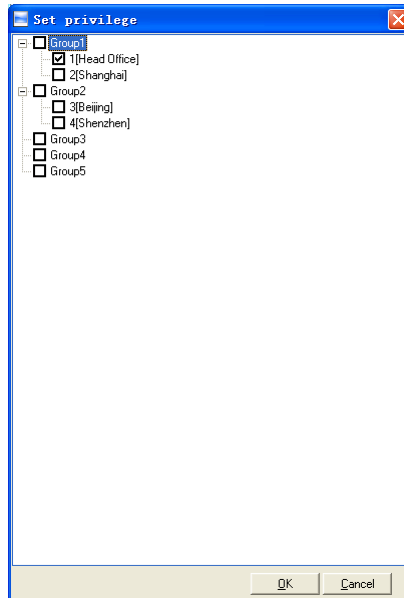 Set privilege
Group1
1[Head Office]
2[Shanghai]
Group2
3[Beijing]
4[Shenzhen]
Group3
Group4
Group5
OK Cancel